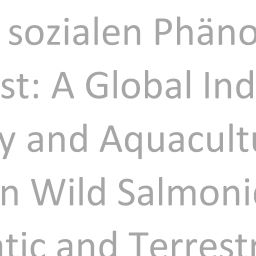 sozialen Phäno
st: A Global Ind
y and Aquacultu
n Wild Salmoni
tic and Terrestr